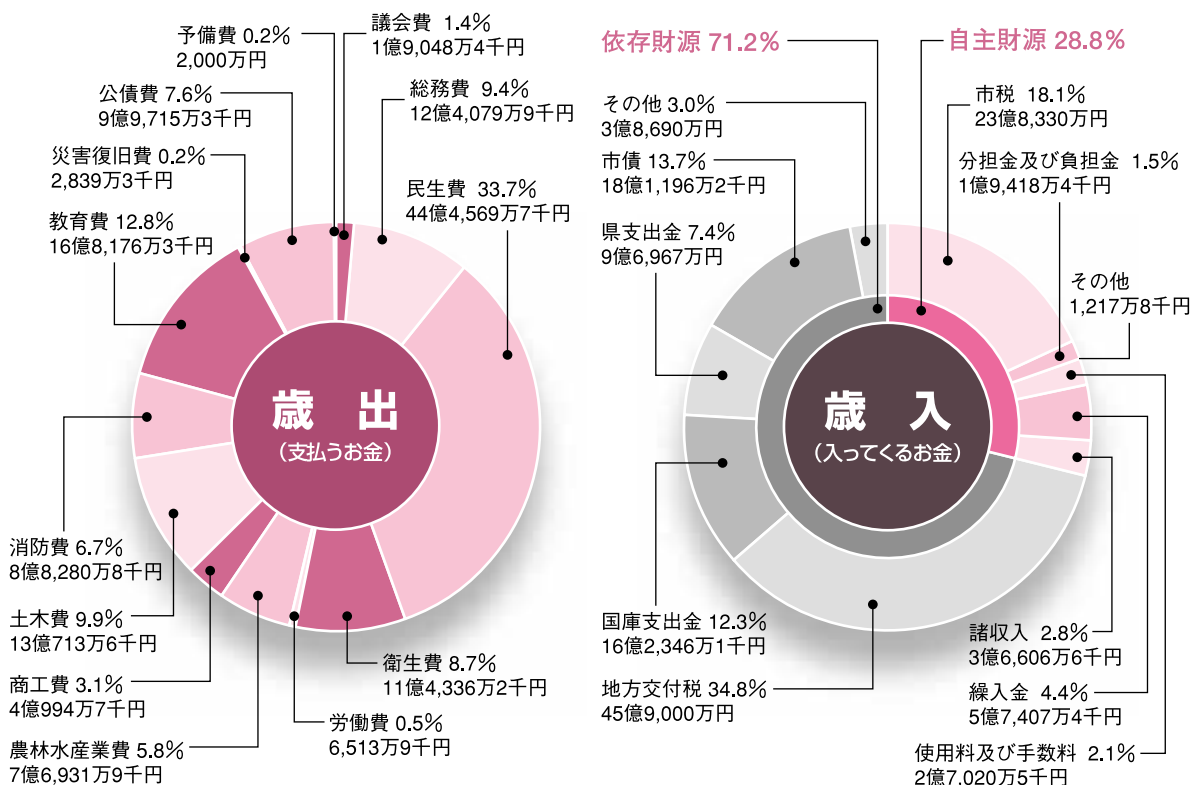 議会費 1.4%
1億9,048万4千円
総務費 9.4%
12億4,079万9千円
民生費 33.7%
44億4,569万7千円
衛生費 8.7%
11億4,336万2千円
労働費 0.5%
6,513万9千円
農林水産業費 5.8%
7億6,931万9千円
商工費 3.1%
4億994万7千円
土木費 9.9%
13億713万6千円
消防費 6.7%
8億8,280万8千円
教育費 12.8%
16億8,176万3千円
災害復旧費 0.2%
2,839万3千円
公債費 7.6%
9億9,715万3千円
予備費 0.2%
2,000万円
歳 出
(支払うお金)
依存財源 71.2%
自主財源 28.8%
市税 18.1%
23億8,330万円
分担金及び負担金 1.5%
1億9,418万4千円
その他
1,217万8千円
使用料及び手数料 2.1%
2億7,020万5千円
繰入金 4.4%
5億7,407万4千円
諸収入 2.8%
3億6,606万6千円
地方交付税 34.8%
45億9,000万円
国庫支出金 12.3%
16億2,346万1千円
県支出金 7.4%
9億6,967万円
市債 13.7%
18億1,196万2千円
その他 3.0%
3億8,690万円
歳 入
(入ってくるお金)